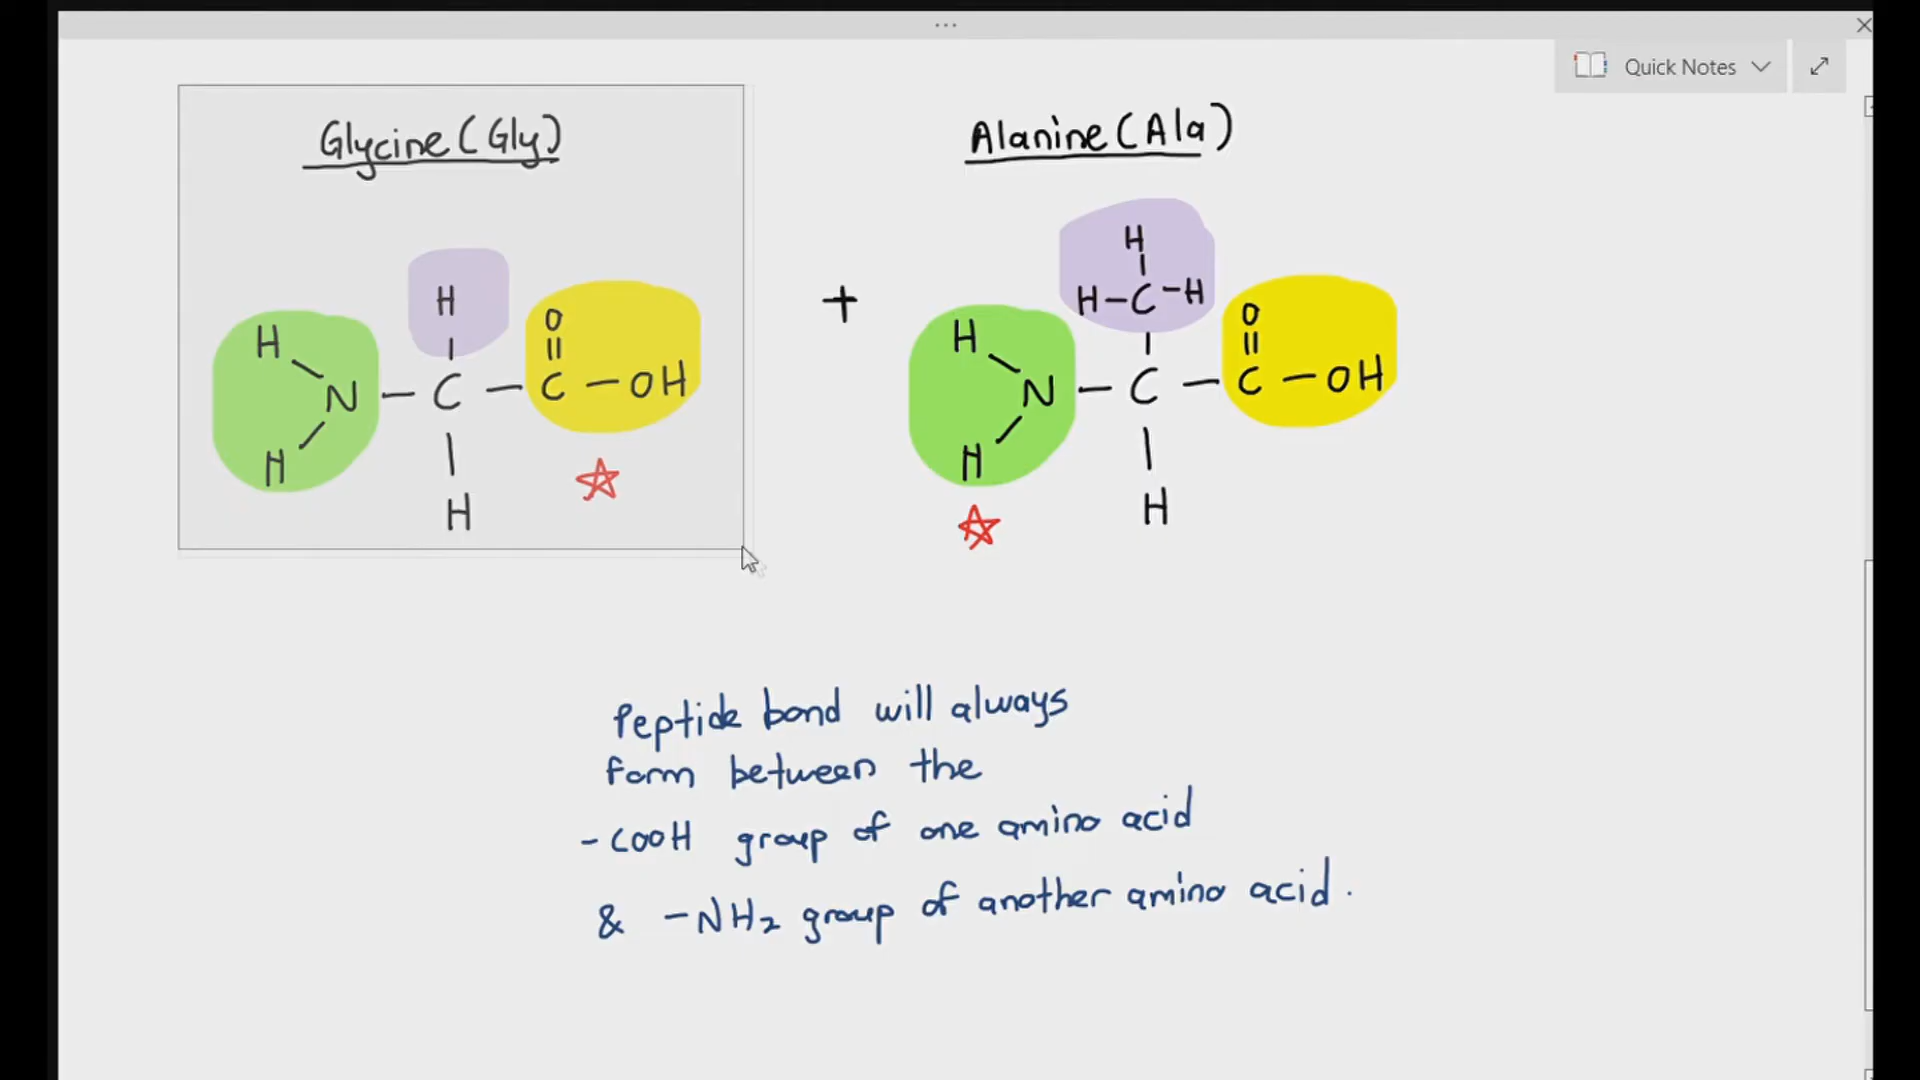 Quick Notes
Glycine (Gly)
Alanine (Ala)
H
H
H
H-C-H
O
O
H
H
N-C-C-OH
+
N-C-C-OH
H
H
H
H
Peptide bond will always
form between the
-COOH group of one amino acid
& -NH2 group of another amino acid.